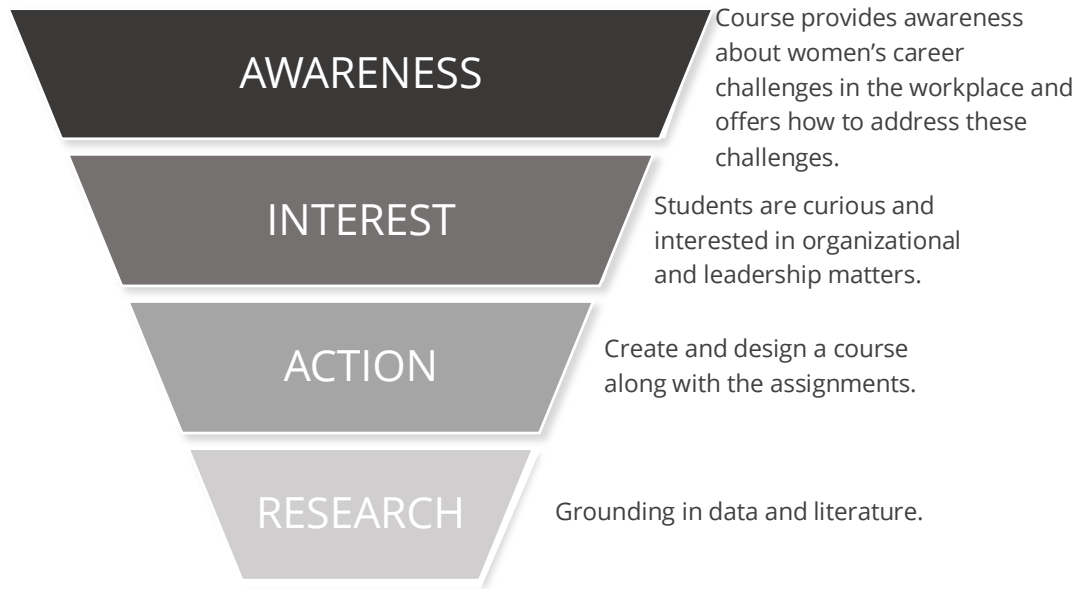 AWARENESS
Course provides awareness
about women’s career
challenges in the workplace and
offers how to address these
challenges.
INTEREST
Students are curious and
interested in organizational
and leadership matters.
ACTION
Create and design a course
along with the assignments.
RESEARCH
Grounding in data and literature.